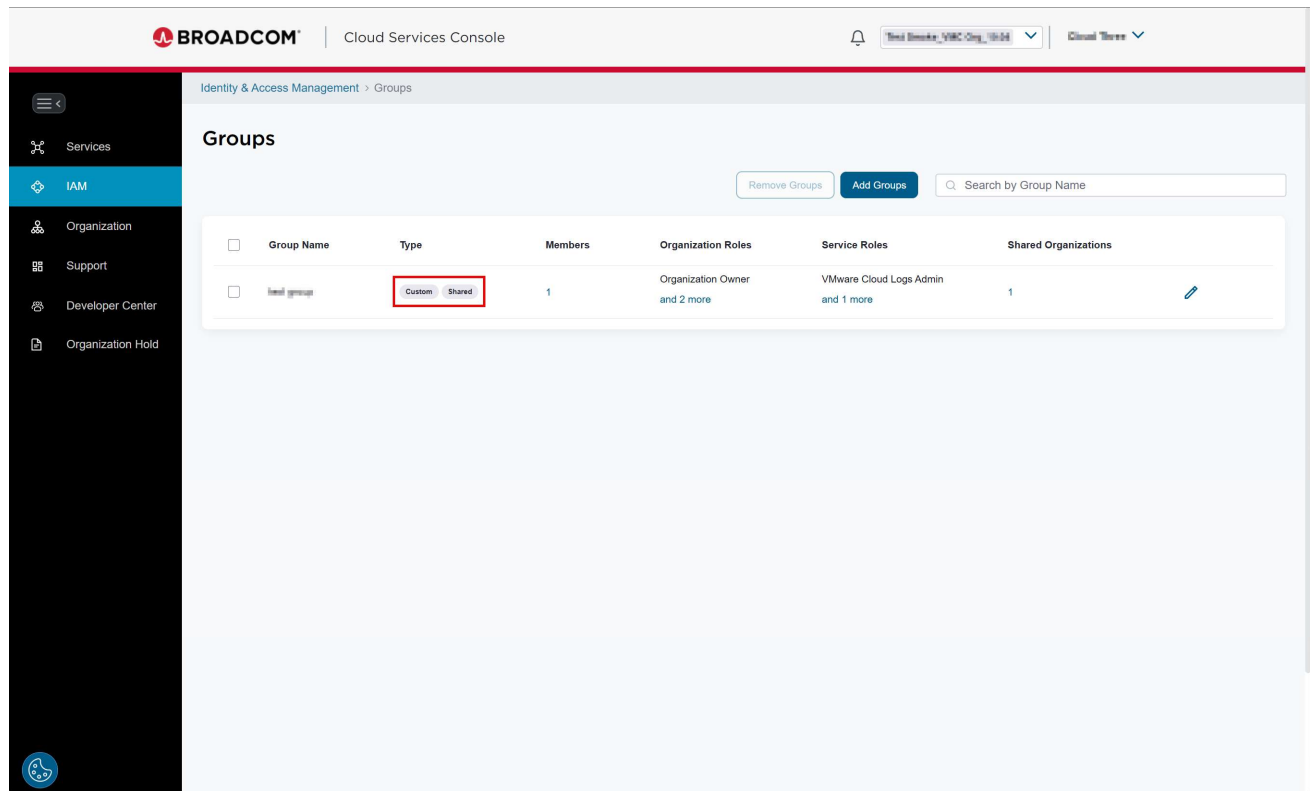 BROADCOM® Cloud Services Console
Identity & Access Management > Groups
Services
IAM
Organization
Support
Developer Center
Organization Hold
Groups
Remove Groups Add Groups Search by Group Name
Group Name Type Members Organization Roles Service Roles Shared Organizations
Custom Shared 1 Organization Owner VMware Cloud Logs Admin 1
and 2 more and 1 more